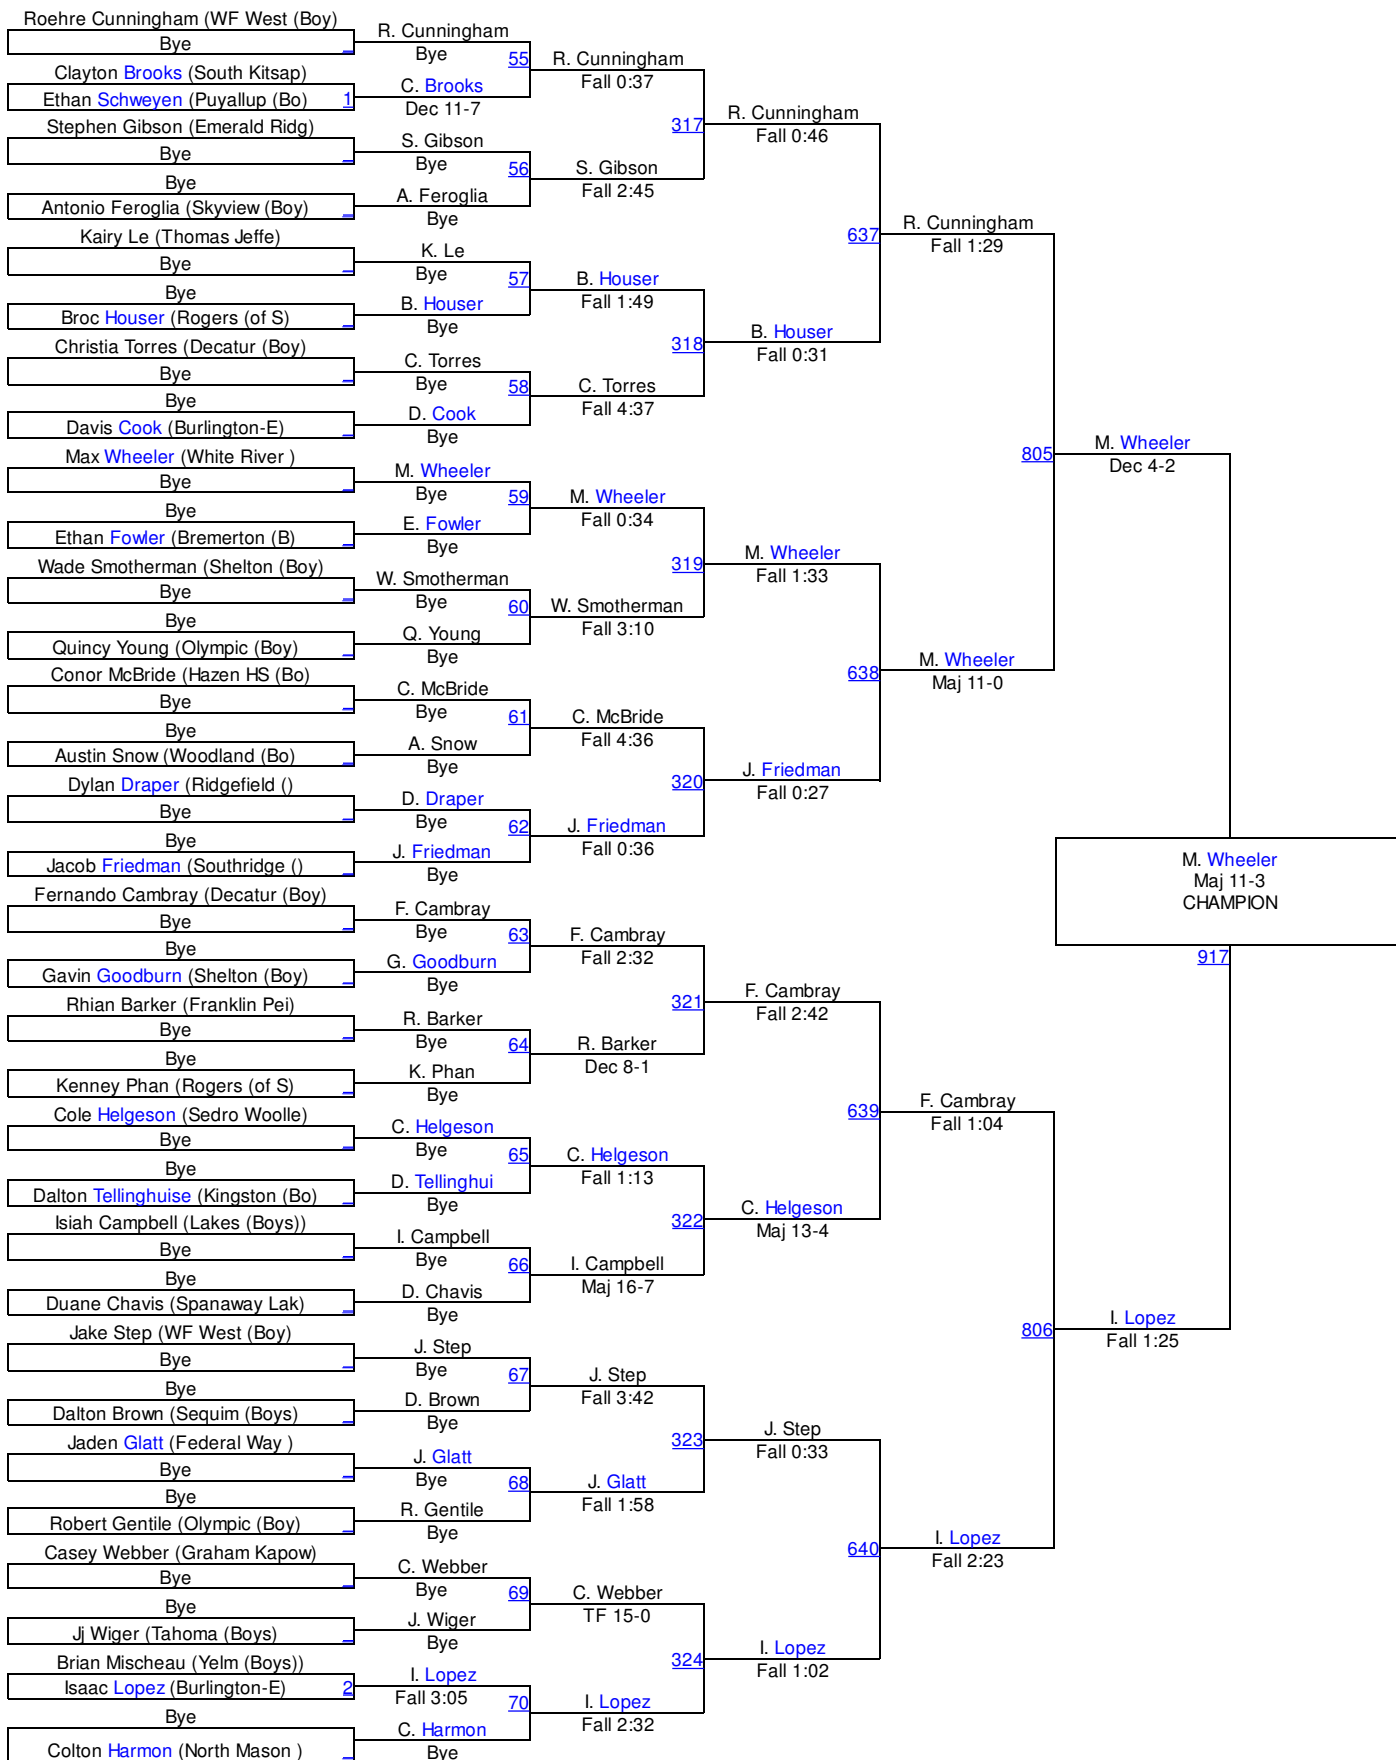 Roehre Cunningham (WF West (Boy)
Bye
Clayton Brooks (South Kitsap)
Ethan Schweyen (Puyallup (Bo) 1
Stephen Gibson (Emerald Ridg)
Bye
Bye
Antonio Feroglia (Skyview (Boy)
Kairy Le (Thomas Jeffe)
Bye
Bye
Broc Houser (Rogers (of S)
Christia Torres (Decatur (Boy)
Bye
Bye
Davis Cook (Burlington-E)
Max Wheeler (White River )
Bye
Bye
Ethan Fowler (Bremerton (B)
Wade Smotherman (Shelton (Boy)
Bye
Bye
Quincy Young (Olympic (Boy)
Conor McBride (Hazen HS (Bo)
Bye
Bye
Austin Snow (Woodland (Bo)
Dylan Draper (Ridgefield ()
Bye
Bye
Jacob Friedman (Southridge ()
Fernando Cambray (Decatur (Boy)
Bye
Bye
Gavin Goodburn (Shelton (Boy)
Rhian Barker (Franklin Pei)
Bye
Bye
Kenney Phan (Rogers (of S)
Cole Helgeson (Sedro Woolle)
Bye
Bye
Dalton Tellinghuise (Kingston (Bo)
Isiah Campbell (Lakes (Boys))
Bye
Bye
Duane Chavis (Spanaway Lak)
Jake Step (WF West (Boy)
Bye
Bye
Dalton Brown (Sequim (Boys)
Jaden Glatt (Federal Way )
Bye
Bye
Robert Gentile (Olympic (Boy)
Casey Webber (Graham Kapow)
Bye
Bye
Jj Wiger (Tahoma (Boys)
Brian Mischeau (Yelm (Boys))
Isaac Lopez (Burlington-E) 2
Bye
Colton Harmon (North Mason )
R. Cunningham
Bye 55
C. Brooks
Dec 11-7
S. Gibson
Bye 56
A. Feroglia
Bye
K. Le
Bye 57
B. Houser
Bye
C. Torres
Bye 58
D. Cook
Bye
M. Wheeler
Bye 59
E. Fowler
Bye
W. Smotherman
Bye 60
Q. Young
Bye
C. McBride
Bye 61
A. Snow
Bye
D. Draper
Bye 62
J. Friedman
Bye
F. Cambray
Bye 63
G. Goodburn
Bye
R. Barker
Bye 64
K. Phan
Bye
C. Helgeson
Bye 65
D. Tellinghui
Bye
I. Campbell
Bye 66
D. Chavis
Bye
J. Step
Bye 67
D. Brown
Bye
J. Glatt
Bye 68
R. Gentile
Bye
C. Webber
Bye 69
J. Wiger
Bye
I. Lopez
Fall 3:05 70
C. Harmon
Bye
R. Cunningham
Fall 0:37
317
S. Gibson
Fall 2:45
B. Houser
Fall 1:49
318
C. Torres
Fall 4:37
M. Wheeler
Fall 0:34
319
W. Smotherman
Fall 3:10
C. McBride
Fall 4:36
320
J. Friedman
Fall 0:36
F. Cambray
Fall 2:32
321
R. Barker
Dec 8-1
C. Helgeson
Fall 1:13
322
I. Campbell
Maj 16-7
J. Step
Fall 3:42
323
J. Glatt
Fall 1:58
C. Webber
TF 15-0
324
I. Lopez
Fall 2:32
R. Cunningham
Fall 0:46
637
B. Houser
Fall 0:31
M. Wheeler
Fall 1:33
638
J. Friedman
Fall 0:27
F. Cambray
Fall 2:42
639
C. Helgeson
Maj 13-4
J. Step
Fall 0:33
640
I. Lopez
Fall 1:02
R. Cunningham
Fall 1:29
805
M. Wheeler
Maj 11-0
F. Cambray
Fall 1:04
806
I. Lopez
Fall 2:23
M. Wheeler
Dec 4-2
M. Wheeler
Maj 11-3
CHAMPION
917
I. Lopez
Fall 1:25